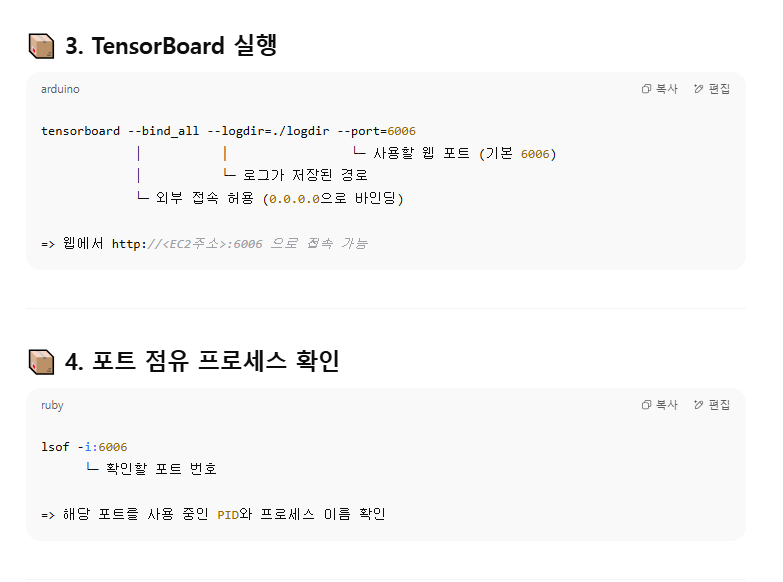 📦 3. TensorBoard 실행
arduino 복사 편집
tensorboard --bind_all --logdir=./logdir --port=6006
│ │ └─ 사용할 웹 포트 (기본 6006)
│ └─ 로그가 저장된 경로
└─ 외부 접속 허용 (0.0.0.0으로 바인딩)
=> 웹에서 http://<EC2주소>:6006 으로 접속 가능
📦 4. 포트 점유 프로세스 확인
ruby 복사 편집
lsof -i:6006
└─ 확인할 포트 번호
=> 해당 포트를 사용 중인 PID와 프로세스 이름 확인